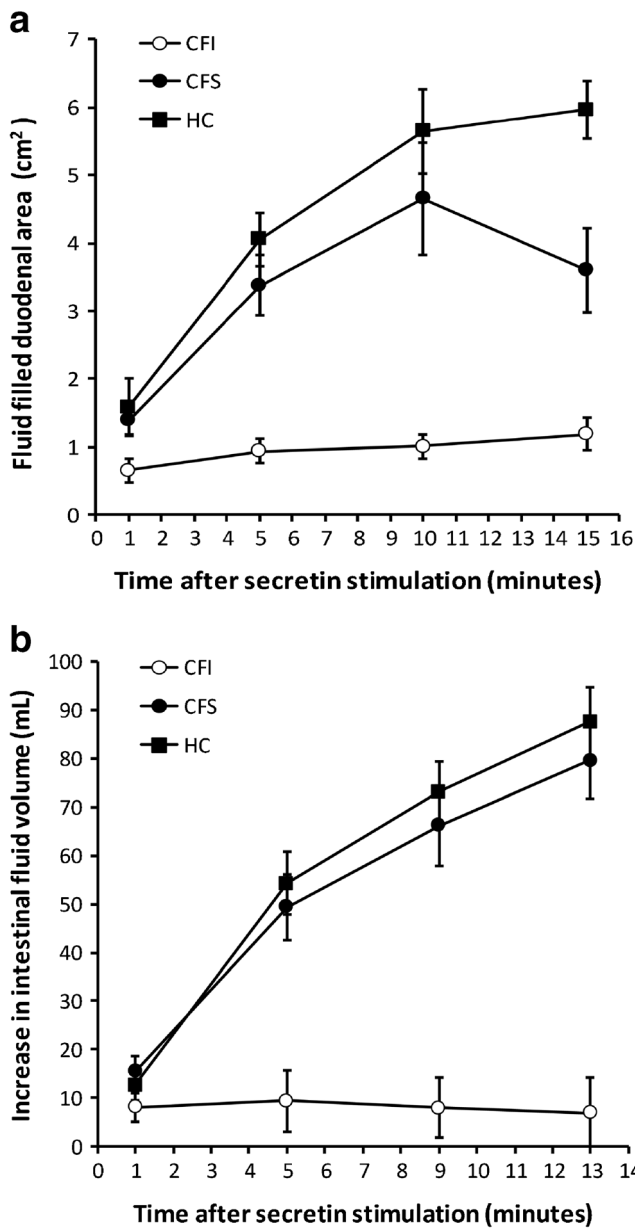 a
7
6
5
4
3
2
1
0
Fluid filled duodenal area (cm²)
CFI
CFS
HC
0 1 2 3 4 5 6 7 8 9 10 11 12 13 14 15 16
Time after secretin stimulation (minutes)
b
100
90
80
70
60
50
40
30
20
10
0
Increase in intestinal fluid volume (mL)
CFI
CFS
HC
0 1 2 3 4 5 6 7 8 9 10 11 12 13 14
Time after secretin stimulation (minutes)